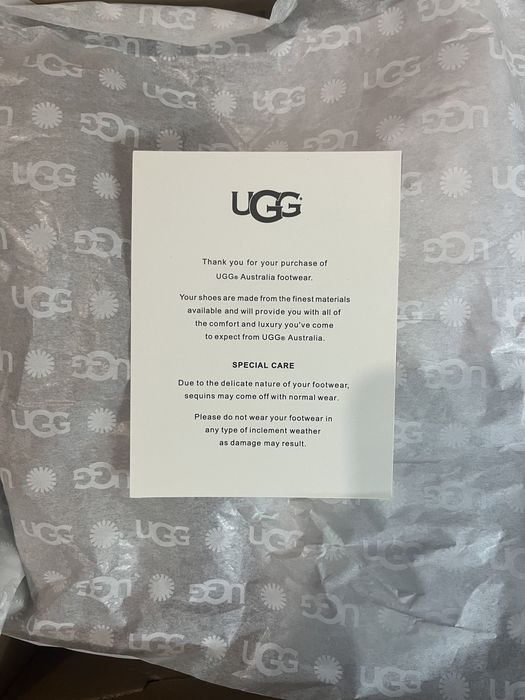 UGG®
Thank you for your purchase of
UGG® Australia footwear.
Your shoes are made from the finest materials
available and will provide you with all of
the comfort and luxury you've come
to expect from UGG® Australia.
SPECIAL CARE
Due to the delicate nature of your footwear,
sequins may come off with normal wear.
Please do not wear your footwear in
any type of inclement weather
as damage may result.